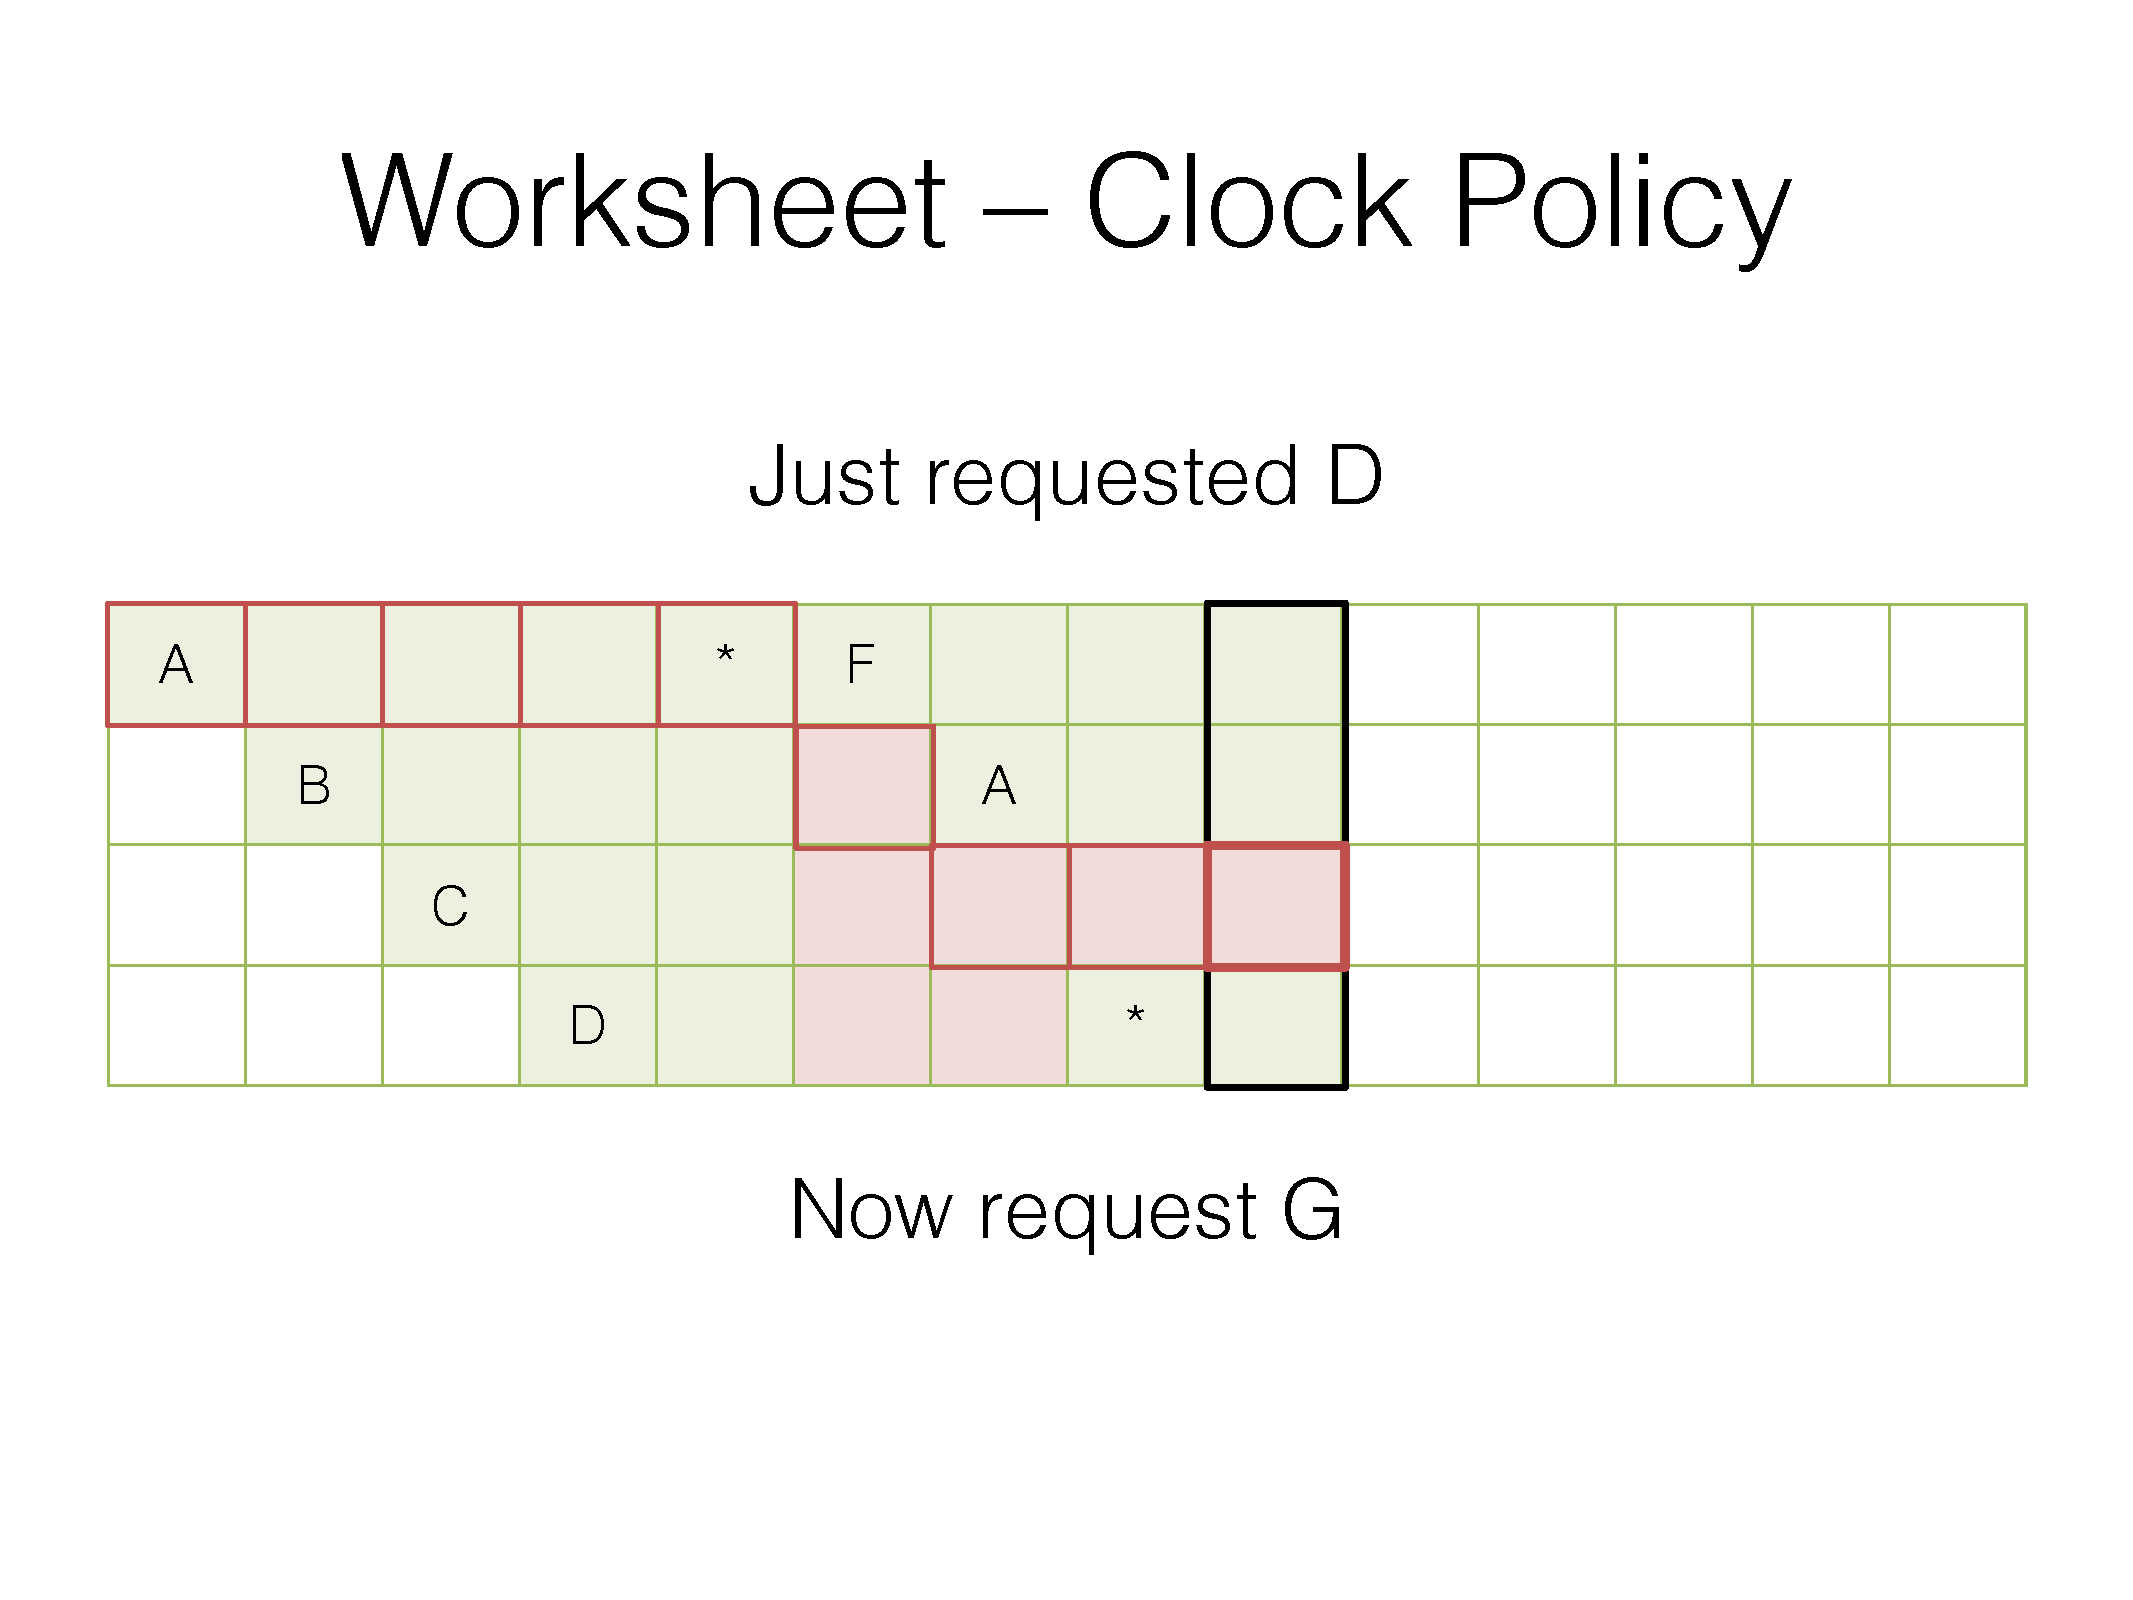 Worksheet – Clock Policy
Just requested D
A * F
B A
C
D *
Now request G